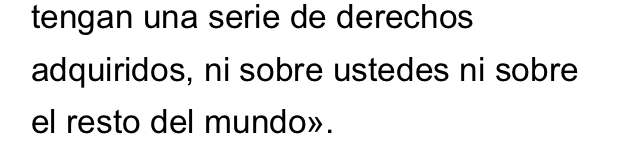 tengan una serie de derechos
adquiridos, ni sobre ustedes ni sobre
el resto del mundo».